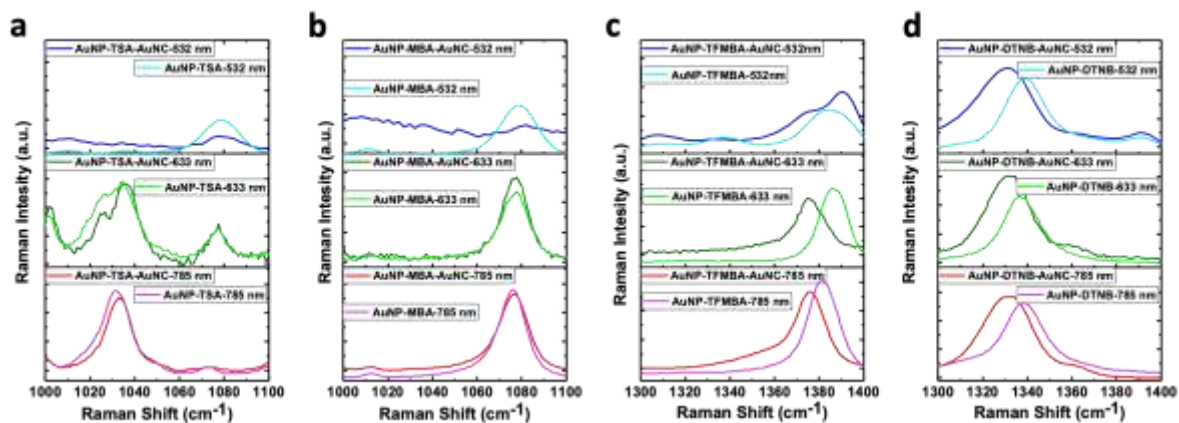 a
AuNP-TSA-AuNC-532 nm
AuNP-TSA-532 nm
AuNP-TSA-AuNC-633 nm
AuNP-TSA-633 nm
AuNP-TSA-AuNC-785 nm
AuNP-TSA-785 nm
Raman Intesity (a.u.)
1000 1020 1040 1060 1080 1100
Raman Shift (cm-1)
b
AuNP-MBA-AuNC-532 nm
AuNP-MBA-532 nm
AuNP-MBA-AuNC-633 nm
AuNP-MBA-633 nm
AuNP-MBA-AuNC-785 nm
AuNP-MBA-785 nm
Raman Intesity (a.u.)
1000 1020 1040 1060 1080 1100
Raman Shift (cm-1)
c
AuNP-TFMBA-AuNC-532nm
AuNP-TFMBA-532nm
AuNP-TFMBA-AuNC-633 nm
AuNP-TFMBA-633 nm
AuNP-TFMBA-AuNC-785 nm
AuNP-TFMBA-785 nm
Raman Intesity (a.u.)
1300 1320 1340 1360 1380 1400
Raman Shift (cm-1)
d
AuNP-DTNB-AuNC-532 nm
AuNP-DTNB-532 nm
AuNP-DTNB-AuNC-633 nm
AuNP-DTNB-633 nm
AuNP-DTNB-AuNC-785 nm
AuNP-DTNB-785 nm
Raman Intesity (a.u.)
1300 1320 1340 1360 1380 1400
Raman Shift (cm-1)